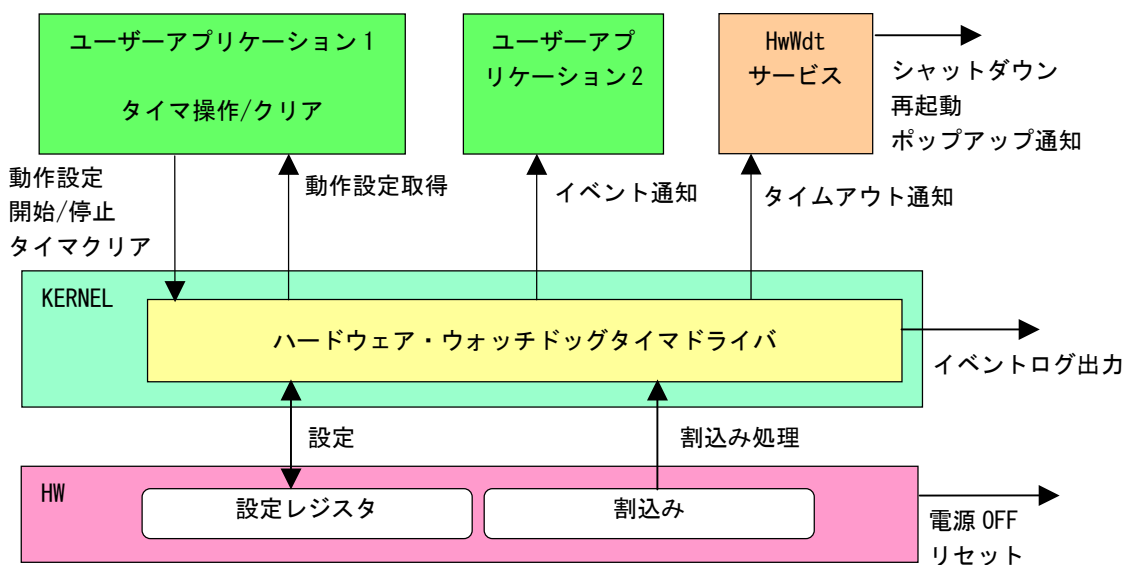 ユーザーアプリケーション1
タイマ操作/クリア
ユーザーアプ
リケーション2
HwWdt
サービス
シャットダウン
再起動
ポップアップ通知
動作設定
開始/停止
タイマクリア
動作設定取得
イベント通知
タイムアウト通知
KERNEL
ハードウェア・ウォッチドッグタイマドライバ
イベントログ出力
設定
割込み処理
HW
設定レジスタ
割込み
電源 OFF
リセット